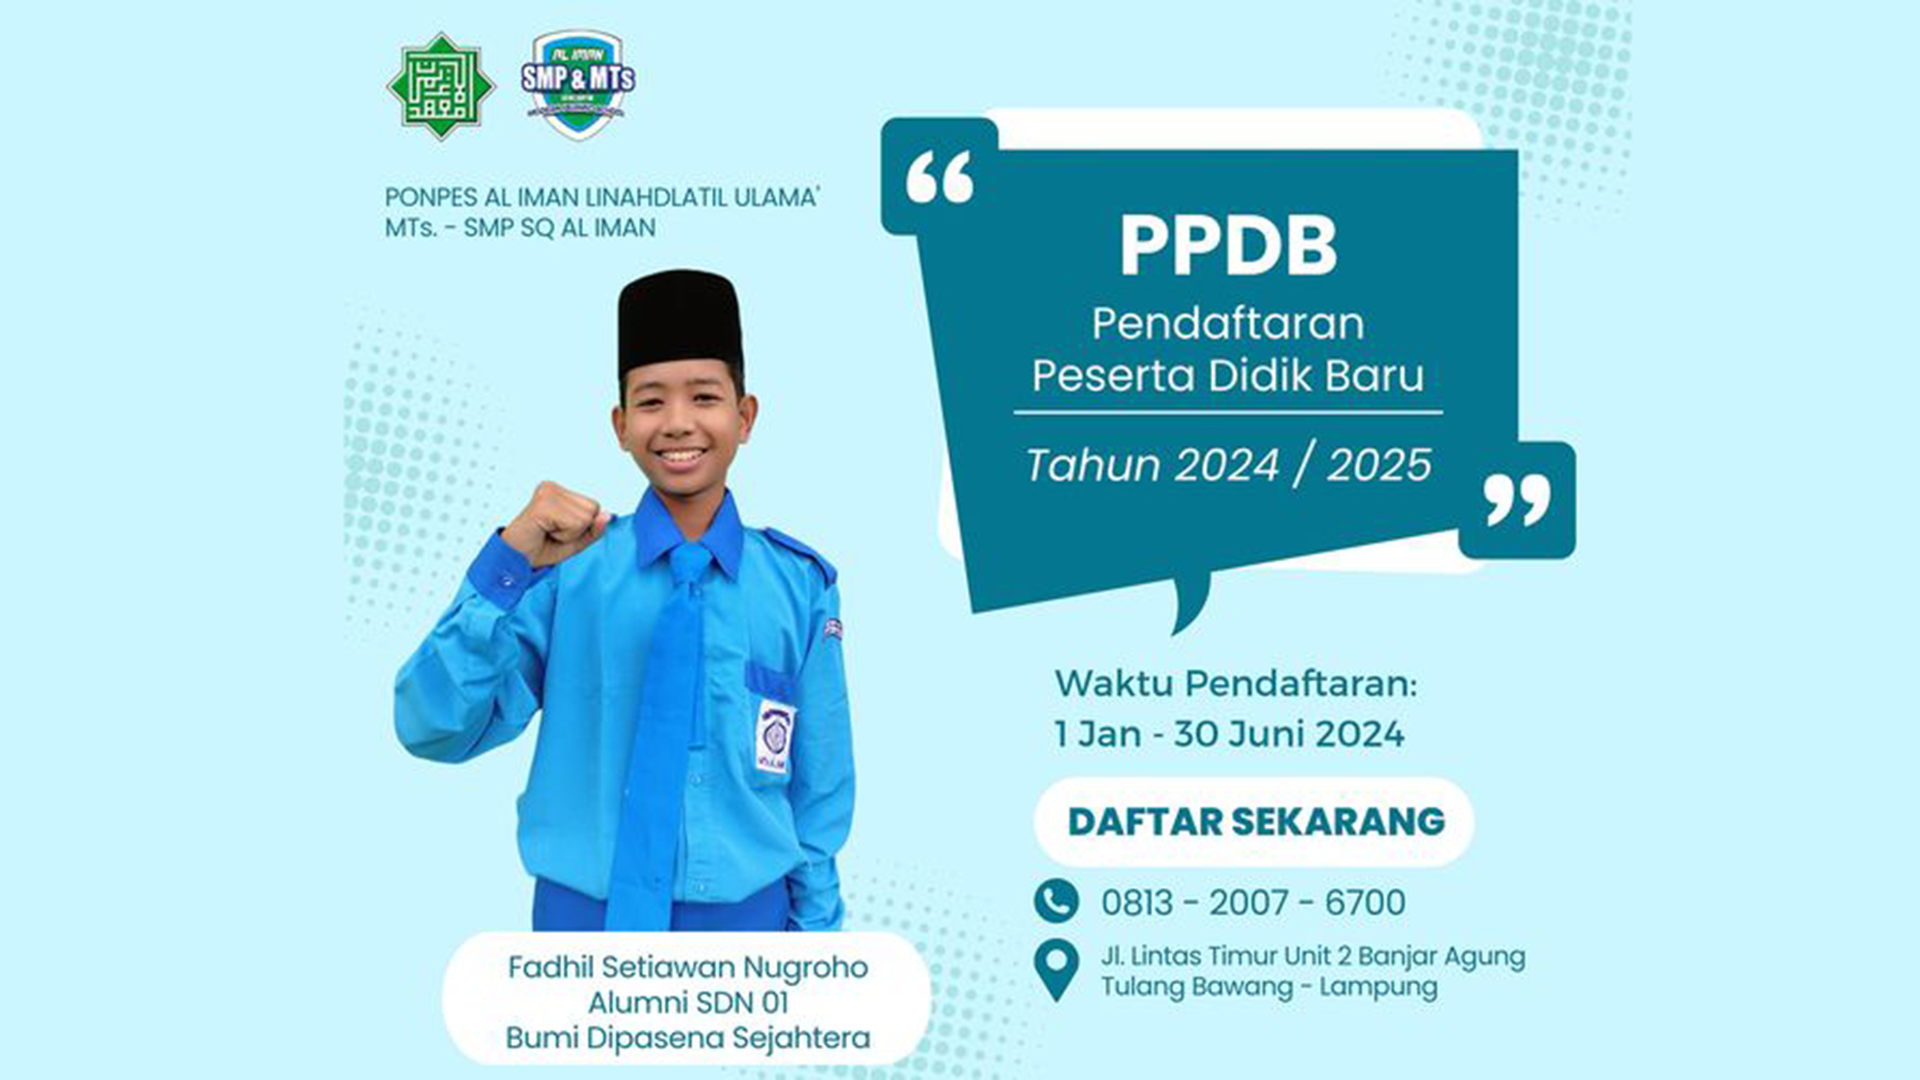 AL IMAN
SMP & MTs
PONPES AL IMAN LINAHDLATIL ULAMA'
MTs. - SMP SQ AL IMAN
“
PPDB
Pendaftaran
Peserta Didik Baru
Tahun 2024 / 2025
”
Waktu Pendaftaran:
1 Jan - 30 Juni 2024
DAFTAR SEKARANG
0813 - 2007 - 6700
Jl. Lintas Timur Unit 2 Banjar Agung
Tulang Bawang - Lampung
Fadhil Setiawan Nugroho
Alumni SDN 01
Bumi Dipasena Sejahtera